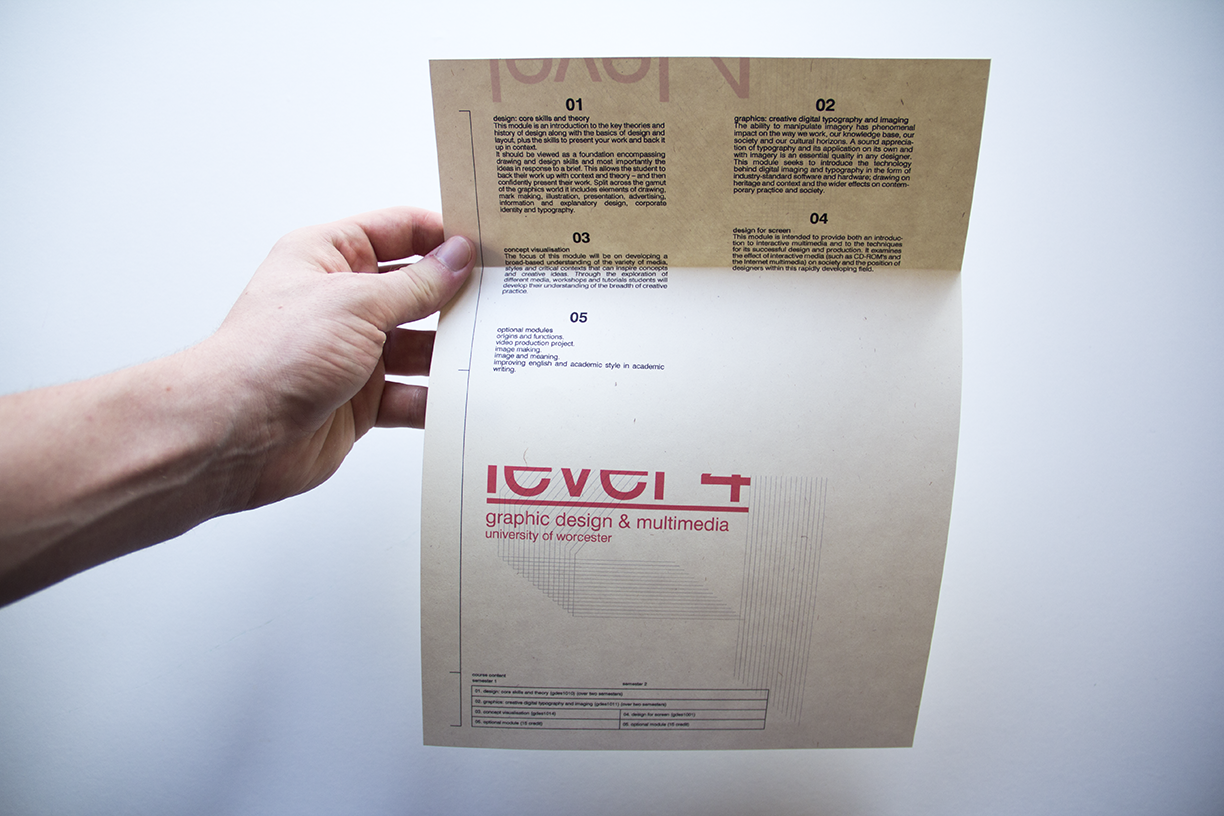 level
01
design: core skills and theory
This module is an introduction to the key theories and
history of design along with the basics of design and
layout, plus the skills to present your work and back it
up in context.
It should be viewed as a foundation encompassing
drawing and design skills and most importantly the
ideas in response to a brief. This allows the student to
back their work up with context and theory – and then
confidently present their work. Split across the gamut
of the graphics world it includes elements of drawing,
mark making, illustration, presentation, advertising,
information and explanatory design, corporate
identity and typography.
02
graphics: creative digital typography and imaging
The ability to manipulate imagery has phenomenal
impact on the way we work, our knowledge base, our
society and our cultural horizons. A sound apprecia-
tion of typography and its application on its own and
with imagery is an essential quality in any designer.
This module seeks to introduce the technology
behind digital imaging and typography in the form of
industry-standard software and hardware; drawing on
heritage and context and the wider effects on contem-
porary practice and society.
03
concept visualisation
The focus of this module will be on developing a
broad-based understanding of the variety of media,
styles and critical contexts that can inspire concepts
and creative ideas. Through the exploration of
different media, workshops and tutorials students will
develop their understanding of the breadth of creative
practice.
04
design for screen
This module is intended to provide both an introduc-
tion to interactive multimedia and to the techniques
for its successful design and production. It examines
the effect of interactive media (such as CD-ROM's and
the Internet multimedia) on society and the position of
designers within this rapidly developing field.
05
optional modules
origins and functions.
video production project.
image making.
image and meaning.
improving english and academic style in academic
writing.
level 4
graphic design & multimedia
university of worcester
course content
semester 1
semester 2
01. design: core skills and theory (gdes1010) (over two semesters)
02. graphics: creative digital typography and imaging (gdes1011) (over two semesters)
03. concept visualisation (gdes1014)
04. design for screen (gdes1001)
05. optional module (15 credit)
06. optional module (15 credit)